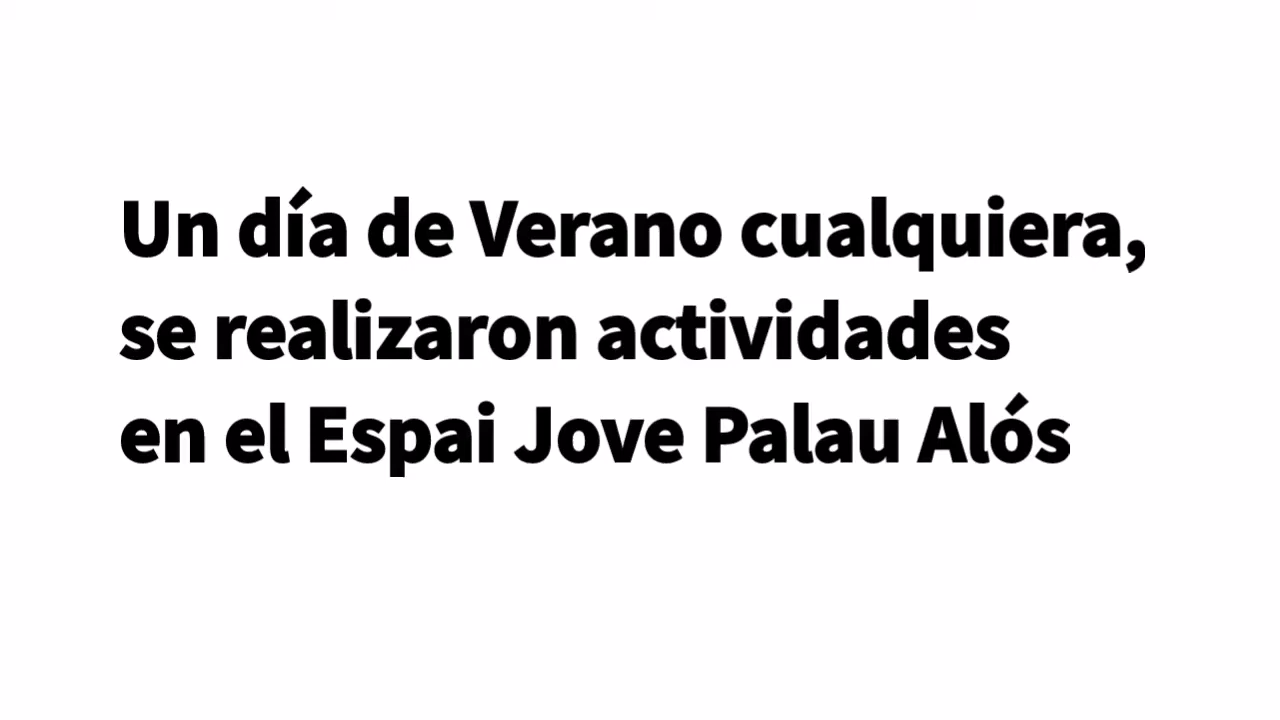 Un día de Verano cualquiera,
se realizaron actividades
en el Espai Jove Palau Alós